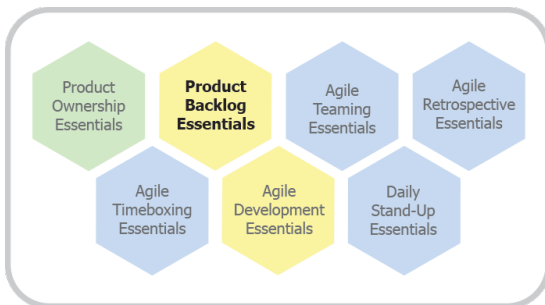 Product
Ownership
Essentials
Product
Backlog
Essentials
Agile
Teaming
Essentials
Agile
Retrospective
Essentials
Agile
Timeboxing
Essentials
Agile
Development
Essentials
Daily
Stand-Up
Essentials